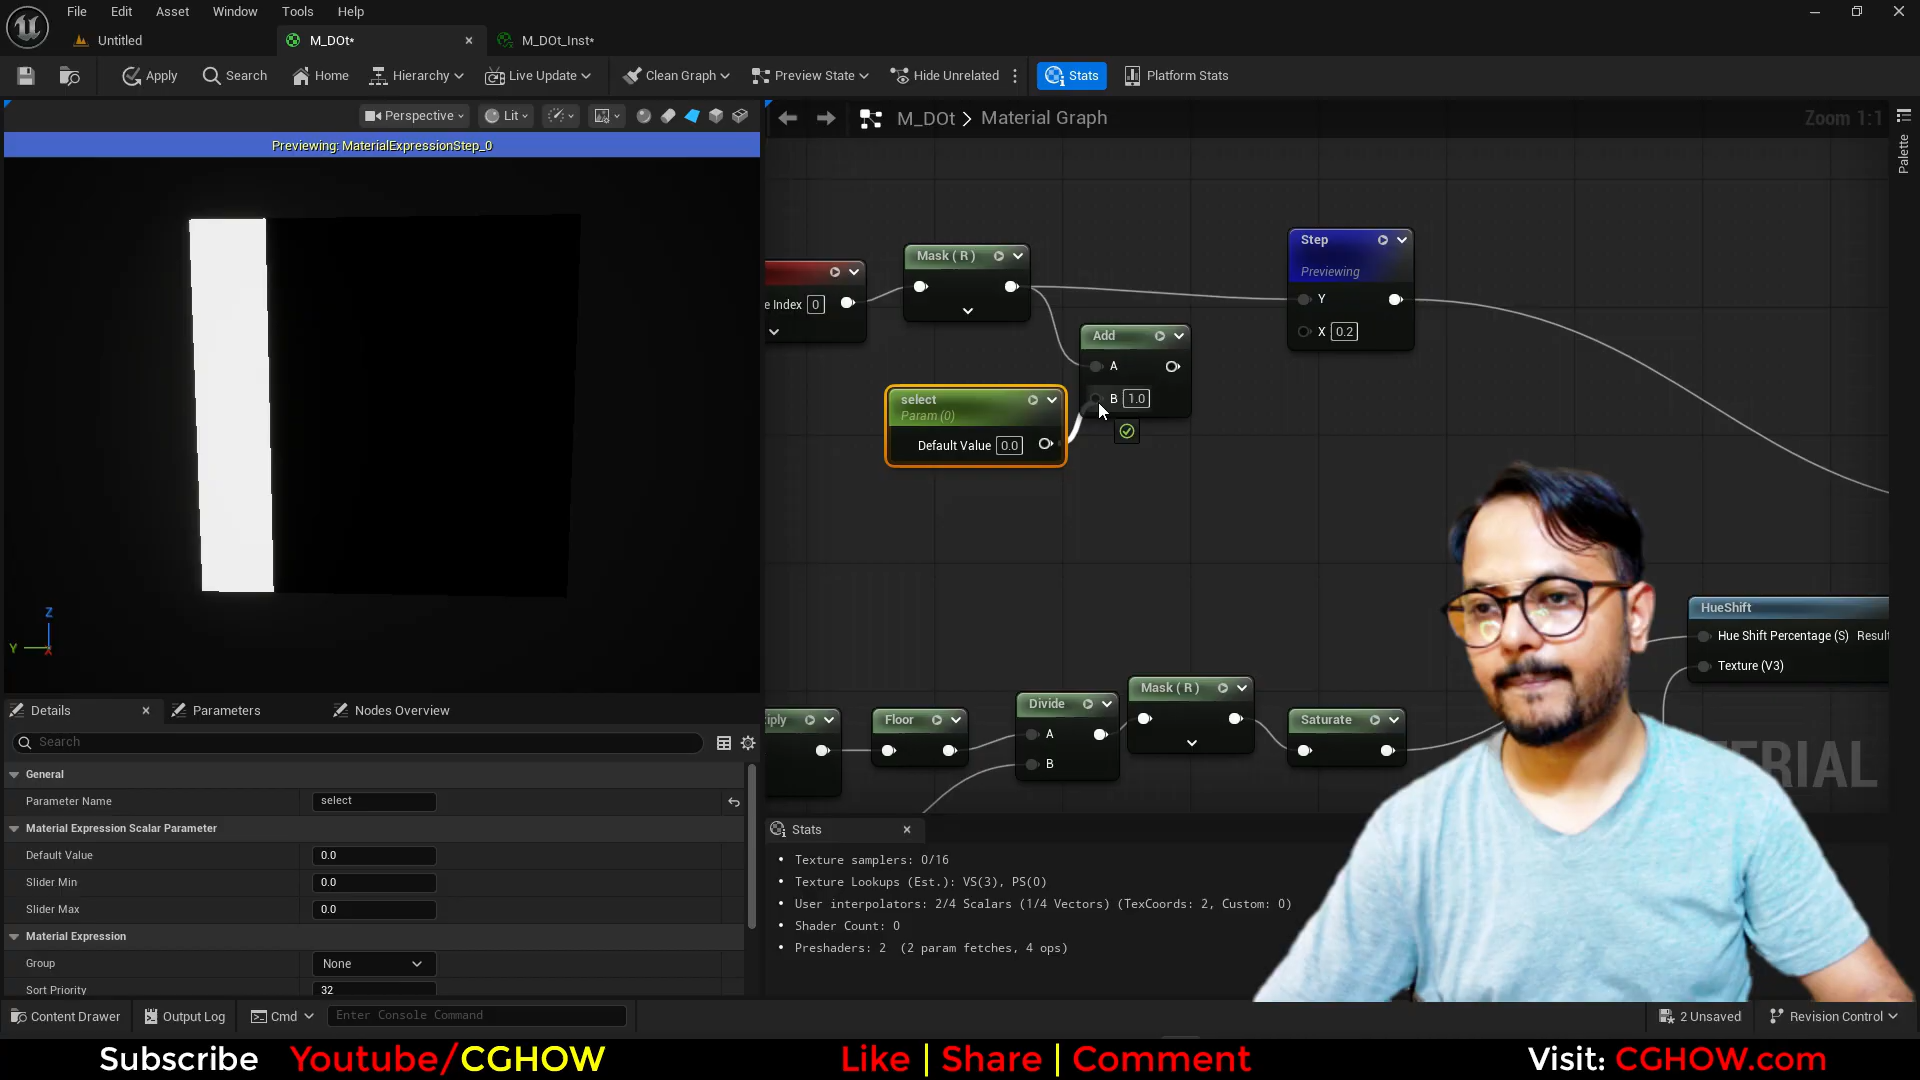 File Edit Asset Window Tools Help
Untitled M_DOt* M_DOt_Inst*
Apply Search Home Hierarchy Live Update Clean Graph Preview State Hide Unrelated Stats Platform Stats
Perspective Lit
Previewing: MaterialExpressionStep_0
M_DOt > Material Graph
Zoom 1:1
Palette
Mask ( R )
Step
Previewing
e Index 0
Y
X 0.2
Add
A
B 1.0
select
Param (0)
Default Value 0.0
HueShift
Hue Shift Percentage (S) Result
Texture (V3)
iply Floor Divide Mask ( R ) Saturate
A
B
ERIAL
Z
Y
X
Details Parameters Nodes Overview
Search
General
Parameter Name select
Material Expression Scalar Parameter
Default Value 0.0
Slider Min 0.0
Slider Max 0.0
Material Expression
Group None
Sort Priority 32
Stats
• Texture samplers: 0/16
• Texture Lookups (Est.): VS(3), PS(0)
• User interpolators: 2/4 Scalars (1/4 Vectors) (TexCoords: 2, Custom: 0)
• Shader Count: 0
• Preshaders: 2 (2 param fetches, 4 ops)
Content Drawer Output Log Cmd Enter Console Command 2 Unsaved Revision Control
Subscribe Youtube/CGHOW Like | Share | Comment Visit: CGHOW.com